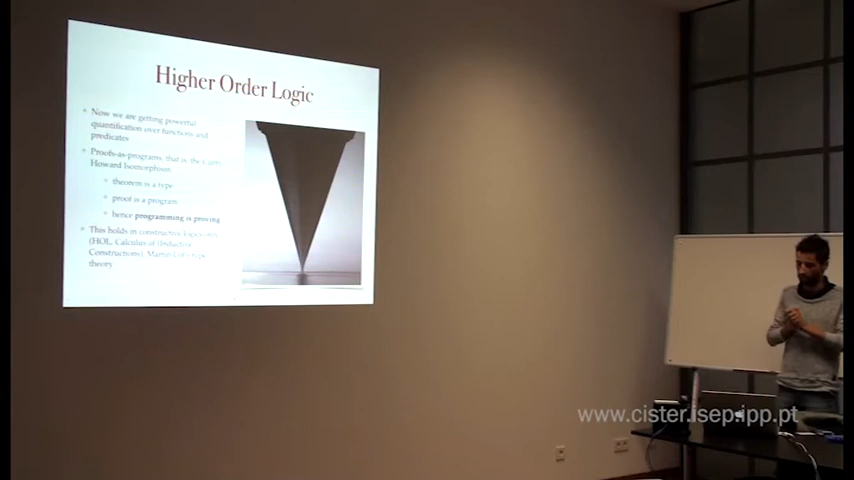 Higher Order Logic
Now we are getting powerful
quantification over functions and
predicates
Proofs-as-programs, that is the Curry-
Howard Isomorphism
theorem is a type
proof is a program
hence programming is proving
This holds in constructive logics only
(HOL, Calculus of (Inductive
Constructions), Martin-Löf's type
theory
www.cister.isep.ipp.pt